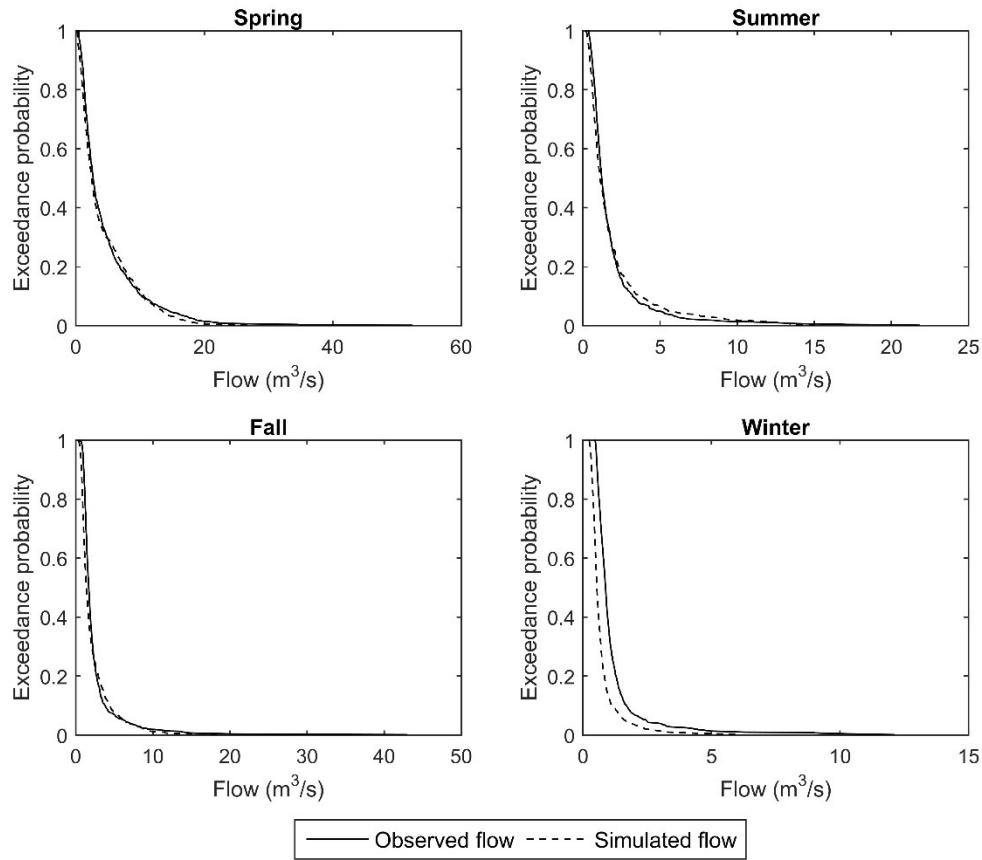 Spring
1
0.8
0.6
0.4
0.2
0
Exceedance probability
0 20 40 60
Flow (m³/s)
Summer
1
0.8
0.6
0.4
0.2
0
Exceedance probability
0 5 10 15 20 25
Flow (m³/s)
Fall
1
0.8
0.6
0.4
0.2
0
Exceedance probability
0 10 20 30 40 50
Flow (m³/s)
Winter
1
0.8
0.6
0.4
0.2
0
Exceedance probability
0 5 10 15
Flow (m³/s)
Observed flow Simulated flow